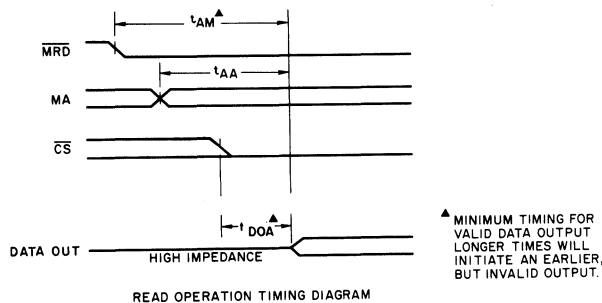 tAM▲
MRD
tAA
MA
CS
tDOA▲
DATA OUT
HIGH IMPEDANCE
▲ MINIMUM TIMING FOR
VALID DATA OUTPUT
LONGER TIMES WILL
INITIATE AN EARLIER,
BUT INVALID OUTPUT.
READ OPERATION TIMING DIAGRAM